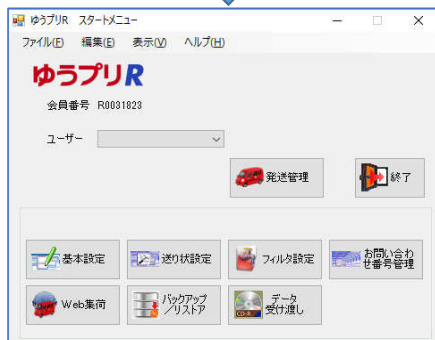 ゆうプリR スタートメニュー
ファイル(F) 編集(E) 表示(V) ヘルプ(H)
ゆうプリR
会員番号 R0031823
ユーザー
発送管理
終了
基本設定
送り状設定
フィルタ設定
お問い合わ
せ番号管理
Web集荷
バックアップ
／リストア
データ
受け渡し
CD-R